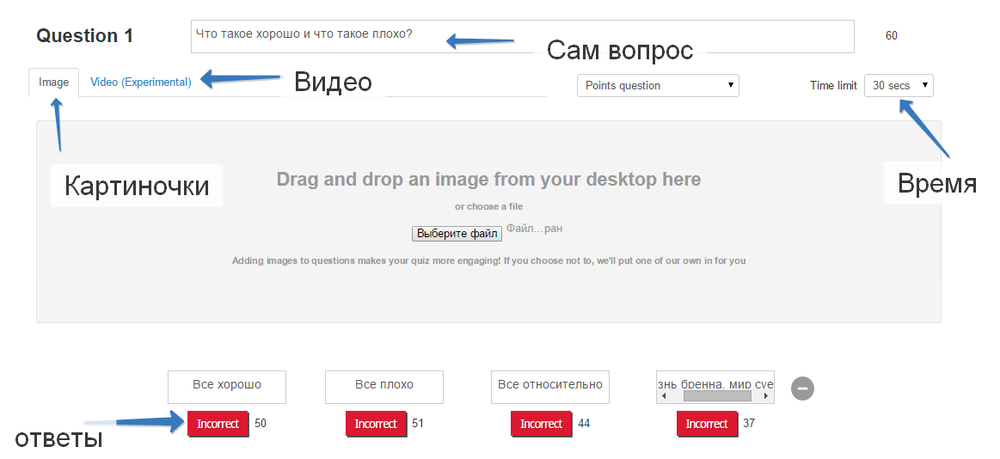 Question 1
Что такое хорошо и что такое плохо?
60
Сам вопрос
Image
Video (Experimental)
Видео
Points question
Time limit
30 secs
Картиночки
Время
Drag and drop an image from your desktop here
or choose a file
Выберите файл
Файл...ран
Adding images to questions makes your quiz more engaging! If you choose not to, we'll put one of our own in for you
Все хорошо
Все плохо
Все относительно
знь бренна, мир суе
Incorrect 50
Incorrect 51
Incorrect 44
Incorrect 37
ответы